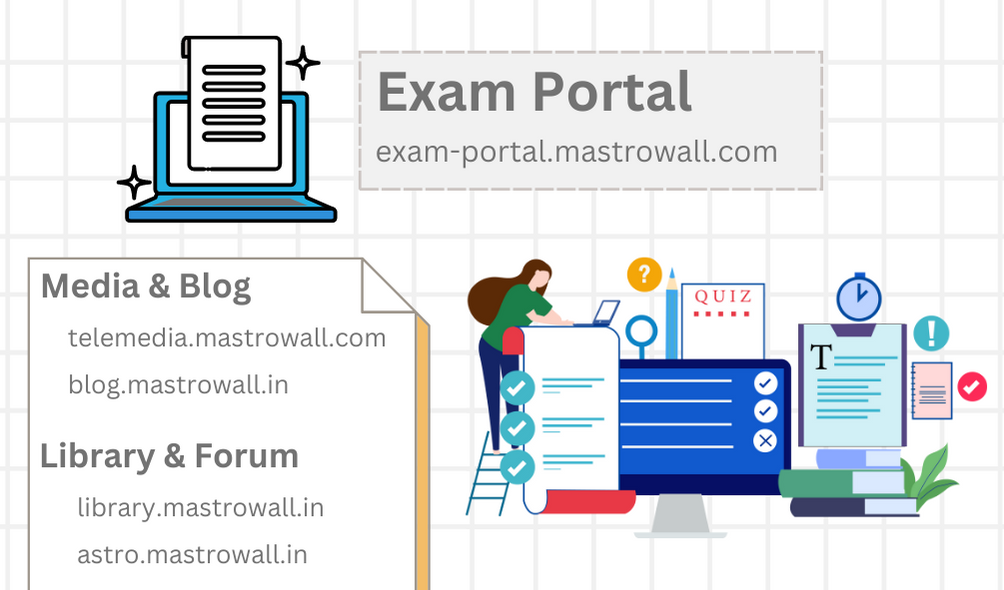 Exam Portal
exam-portal.mastrowall.com
Media & Blog
telemedia.mastrowall.com
blog.mastrowall.in
Library & Forum
library.mastrowall.in
astro.mastrowall.in
?
QUIZ
!
T